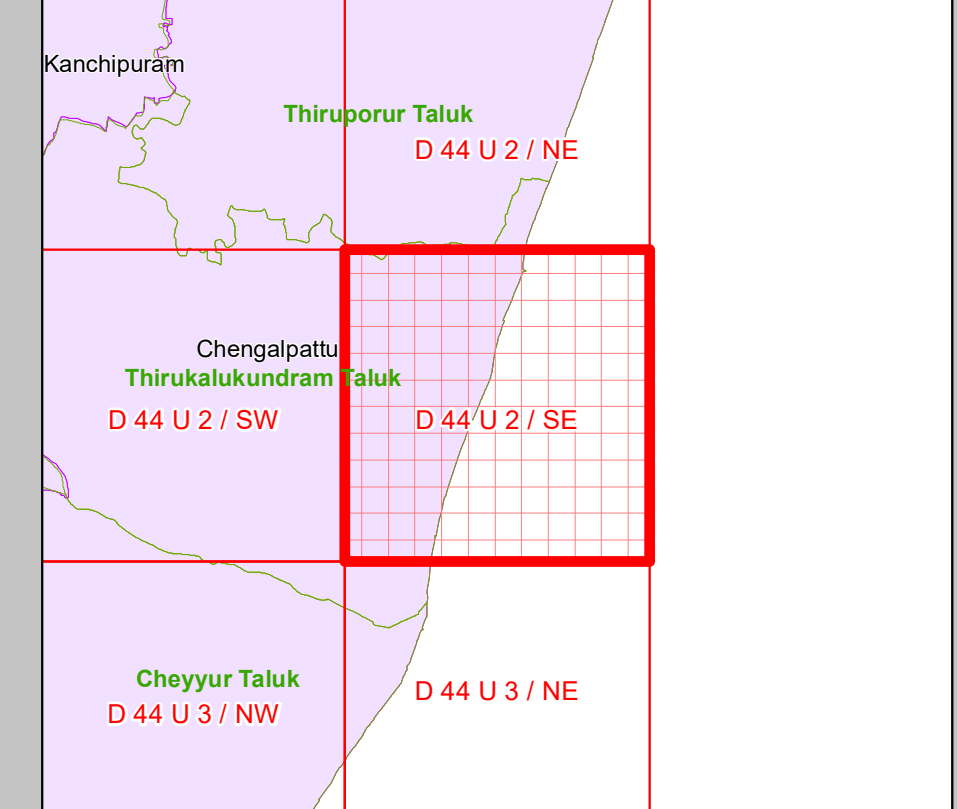 Kanchipuram
Thiruporur Taluk
D 44 U 2 / NE
Chengalpattu
Thirukalukundram Taluk
D 44 U 2 / SW
D 44 U 2 / SE
Cheyyur Taluk
D 44 U 3 / NE
D 44 U 3 / NW